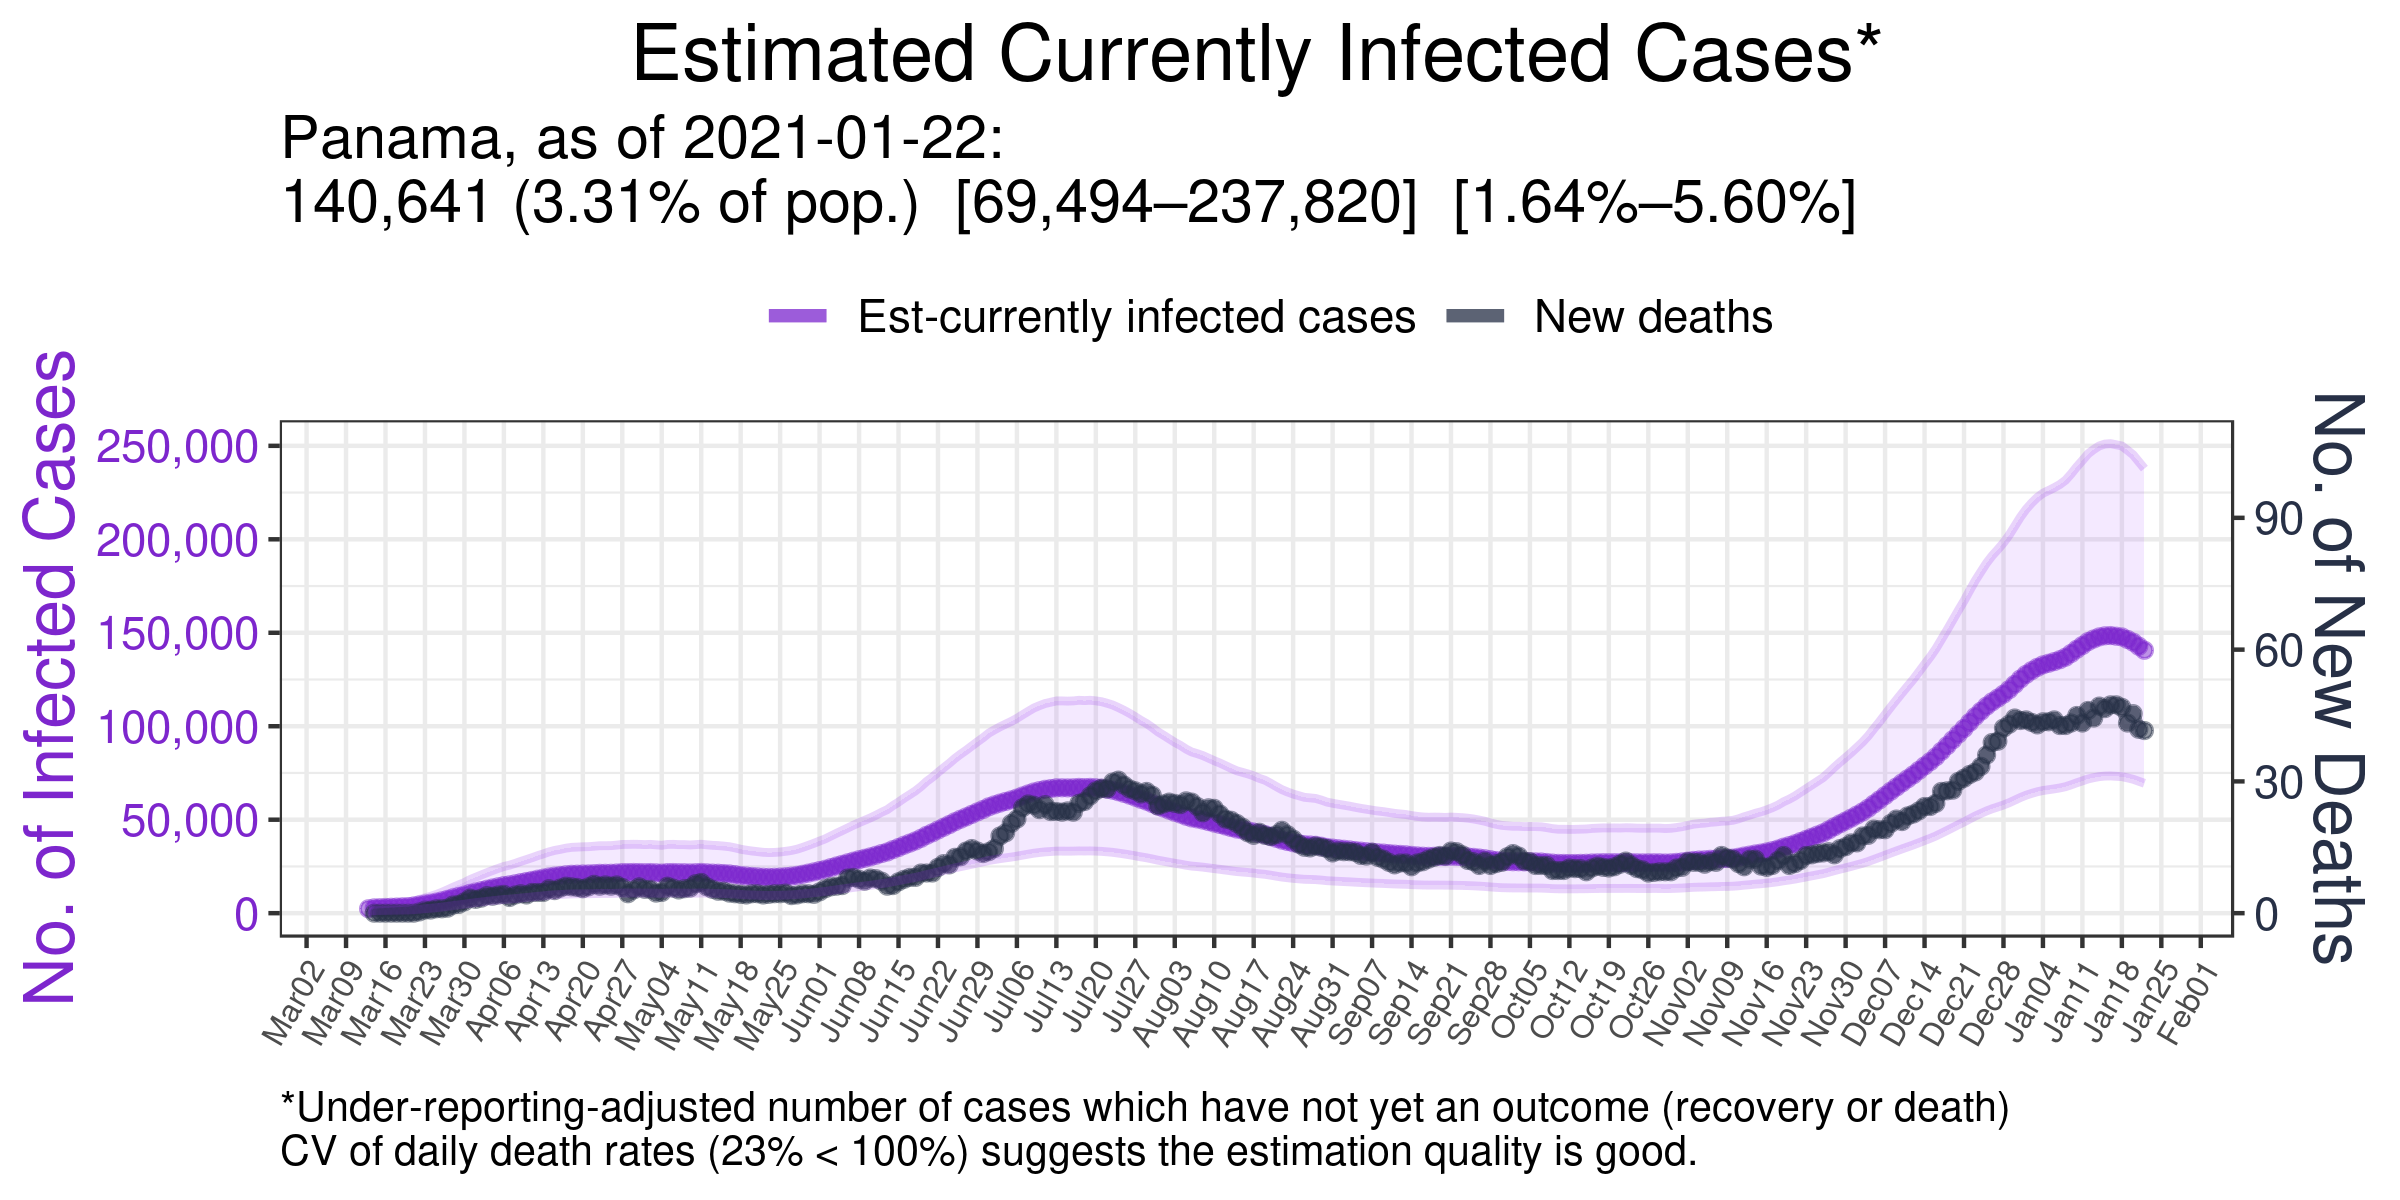 Estimated Currently Infected Cases*
Panama, as of 2021-01-22:
140,641 (3.31% of pop.)  [69,494–237,820]  [1.64%–5.60%]
Est-currently infected cases
New deaths
No. of Infected Cases
250,000
200,000
150,000
100,000
50,000
0
90
60
30
0
No. of New Deaths
Mar02
Mar09
Mar16
Mar23
Mar30
Apr06
Apr13
Apr20
Apr27
May04
May11
May18
May25
Jun01
Jun08
Jun15
Jun22
Jun29
Jul06
Jul13
Jul20
Jul27
Aug03
Aug10
Aug17
Aug24
Aug31
Sep07
Sep14
Sep21
Sep28
Oct05
Oct12
Oct19
Oct26
Nov02
Nov09
Nov16
Nov23
Nov30
Dec07
Dec14
Dec21
Dec28
Jan04
Jan11
Jan18
Jan25
Feb01
*Under-reporting-adjusted number of cases which have not yet an outcome (recovery or death)
CV of daily death rates (23% < 100%) suggests the estimation quality is good.